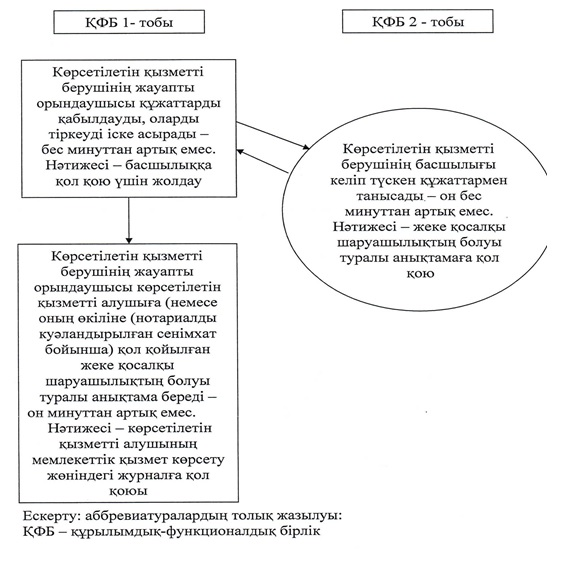 ҚФБ 1- тобы
ҚФБ 2 - тобы
Көрсетілетін қызметті
берушінің жауапты
орындаушысы құжаттарды
қабылдауды, оларды
тіркеуді іске асырады –
бес минуттан артық емес.
Нәтижесі – басшылыққа
қол қою үшін жолдау
Көрсетілетін қызметті
берушінің басшылығы
келіп түскен құжаттармен
танысады – он бес
минуттан артық емес.
Нәтижесі – жеке қосалқы
шаруашылықтың болуы
туралы анықтамаға қол
қою
Көрсетілетін қызметті
берушінің жауапты
орындаушысы көрсетілетін
қызметті алушыға (немесе
оның өкіліне (нотариалды
куәландырылған сенімхат
бойынша) қол қойылған
жеке қосалқы
шаруашылықтың болуы
туралы анықтама береді –
он минуттан артық емес.
Нәтижесі – көрсетілетін
қызметті алушының
мемлекеттік қызмет көрсету
жөніндегі журналға қол
қоюы
Ескерту: аббревиатуралардың толық жазылуы:
ҚФБ – құрылымдық-функционалдық бірлік